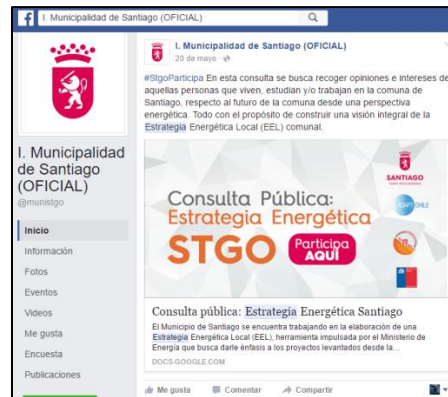 I. Municipalidad de Santiago (OFICIAL)
I. Municipalidad
de Santiago
(OFICIAL)
@munistgo
Inicio
Información
Fotos
Eventos
Videos
Me gusta
Encuesta
Publicaciones
I. Municipalidad de Santiago (OFICIAL)
20 de mayo
#StgoParticipa En esta consulta se busca recoger opiniones e intereses de
aquellas personas que viven, estudian y/o trabajan en la comuna de
Santiago, respecto al futuro de la comuna desde una perspectiva
energética. Todo con el propósito de construir una visión integral de la
Estrategia Energética Local (EEL) comunal.
Consulta Pública:
Estrategia Energética
STGO
Participa
AQUÍ
SANTIAGO
ADAPT CHILE
Consulta pública: Estrategia Energética Santiago
El Municipio de Santiago se encuentra trabajando en la elaboración de una
Estrategia Energética Local (EEL), herramienta impulsada por el Ministerio de
Energía que busca darle énfasis a los proyectos levantados desde la...
DOCS.GOOGLE.COM
Me gusta
Comentar
Compartir